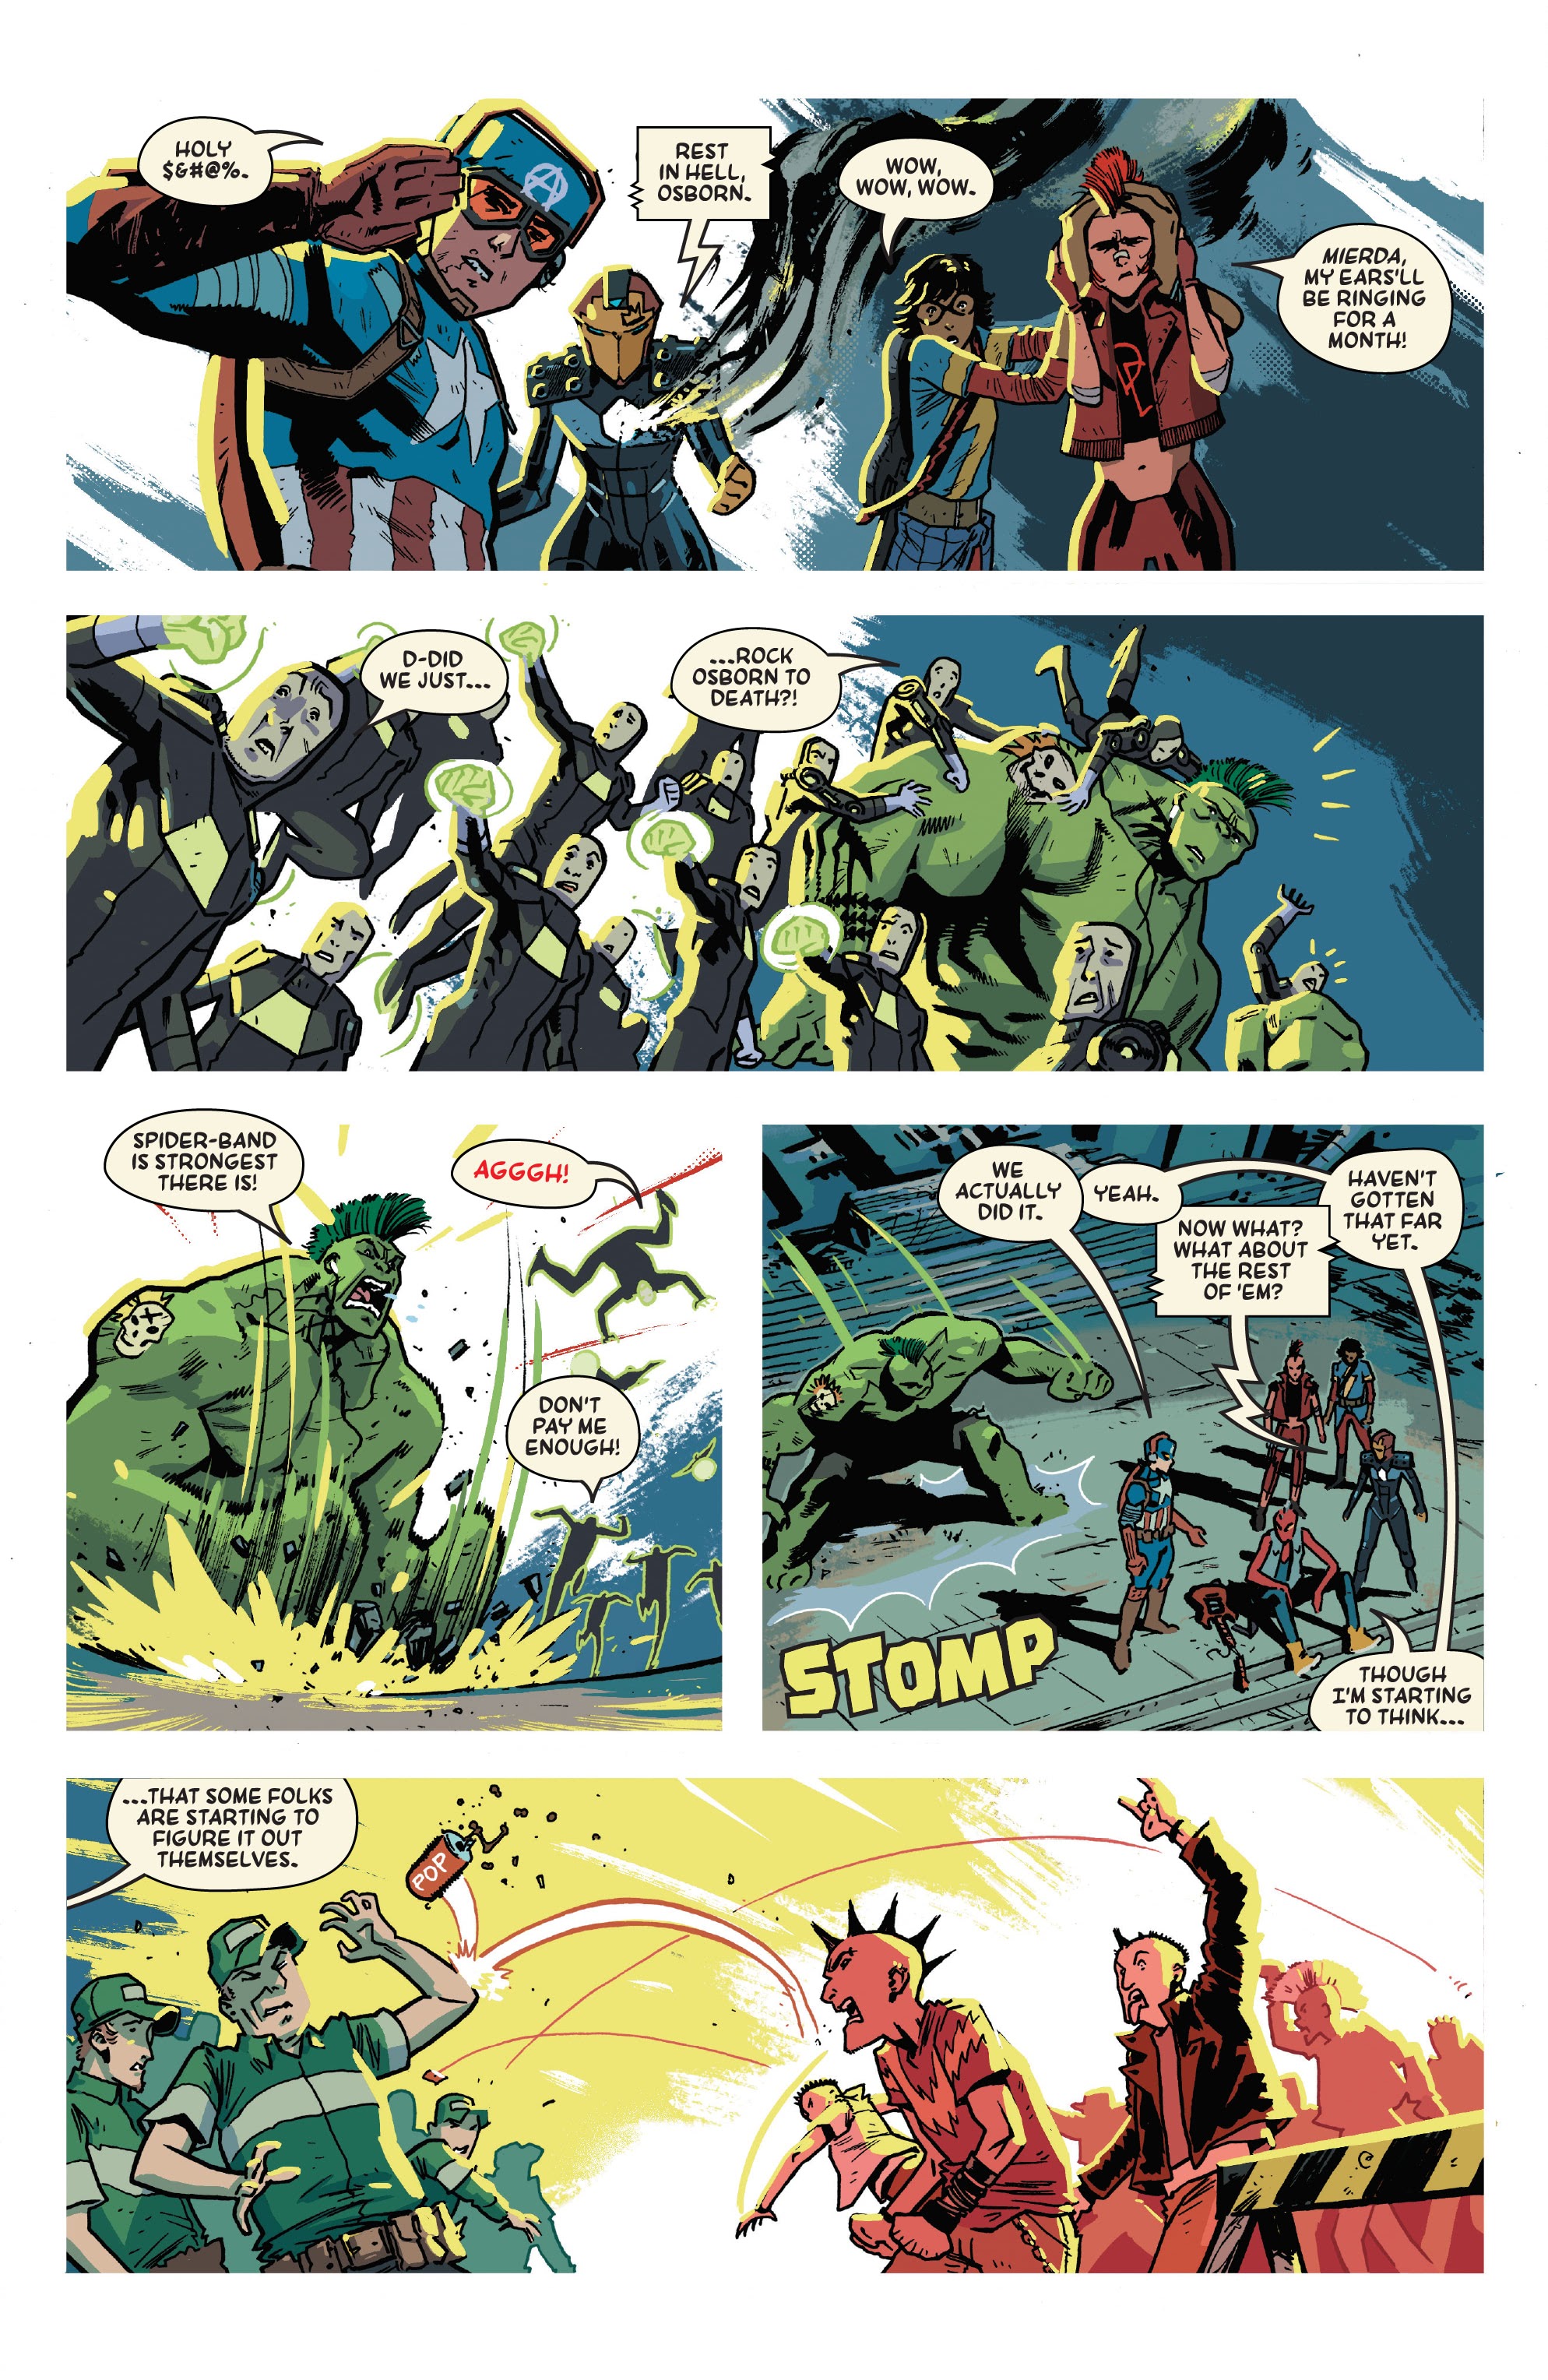 HOLY
$&#@%.
REST
IN HELL,
OSBORN.
WOW,
WOW, WOW.
MIERDA,
MY EARS'LL
BE RINGING
FOR A
MONTH!
D-DID
WE JUST...
...ROCK
OSBORN TO
DEATH?!
SPIDER-BAND
IS STRONGEST
THERE IS!
AGGGH!
DON'T
PAY ME
ENOUGH!
WE
ACTUALLY
DID IT.
YEAH.
NOW WHAT?
WHAT ABOUT
THE REST
OF 'EM?
HAVEN'T
GOTTEN
THAT FAR
YET.
STOMP
THOUGH
I'M STARTING
TO THINK...
...THAT SOME FOLKS
ARE STARTING TO
FIGURE IT OUT
THEMSELVES.
POP